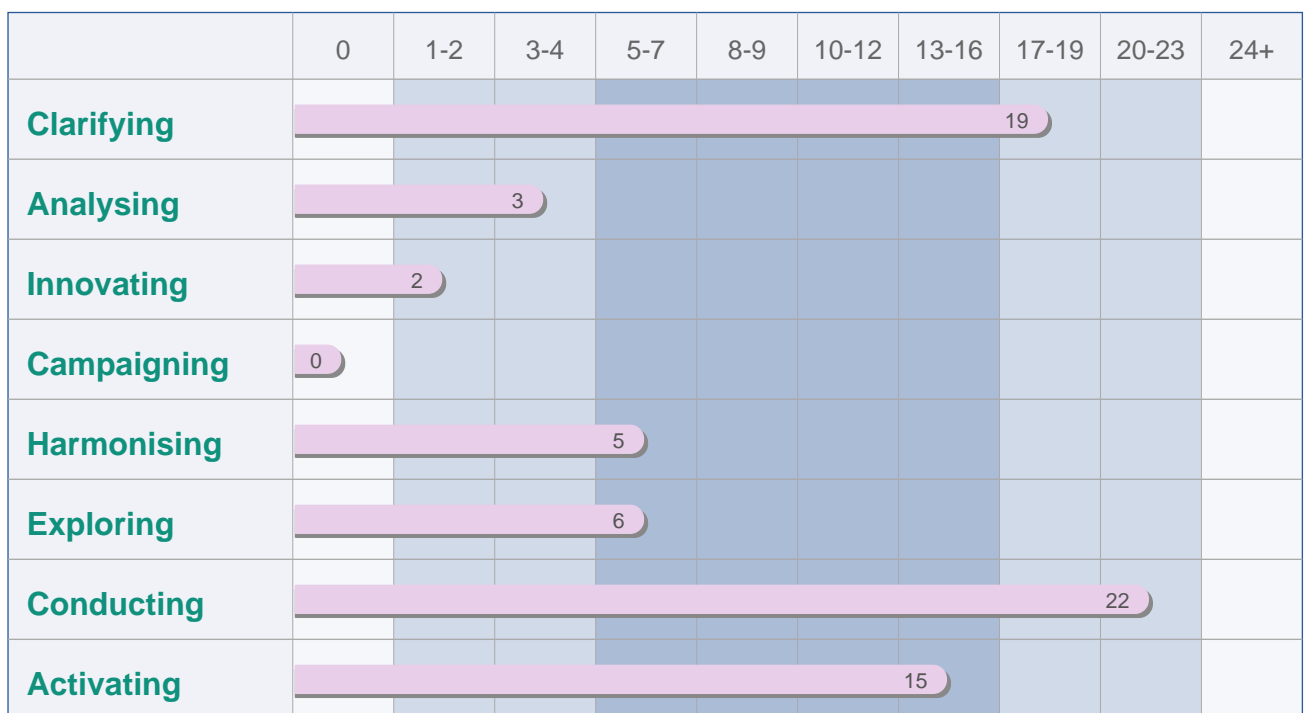 0 1-2 3-4 5-7 8-9 10-12 13-16 17-19 20-23 24+
Clarifying 19
Analysing 3
Innovating 2
Campaigning 0
Harmonising 5
Exploring 6
Conducting 22
Activating 15